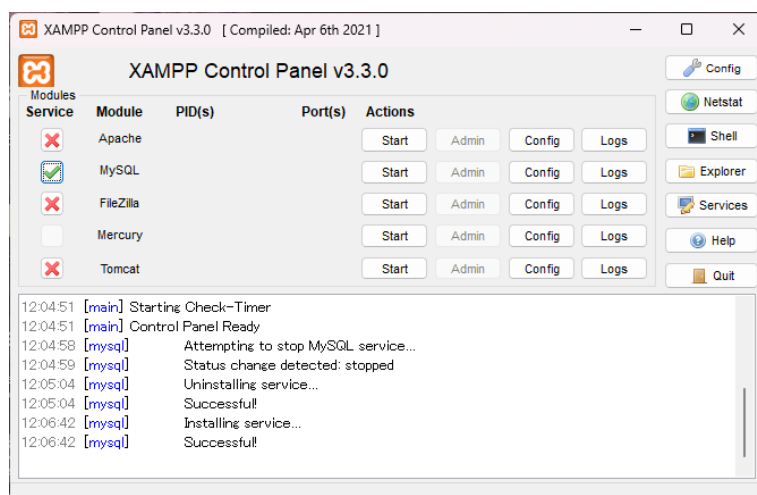 XAMPP Control Panel v3.3.0 [ Compiled: Apr 6th 2021 ]
XAMPP Control Panel v3.3.0
Config
Modules
Service Module PID(s) Port(s) Actions
Netstat
Apache Start Admin Config Logs
Shell
MySQL Start Admin Config Logs
Explorer
FileZilla Start Admin Config Logs
Services
Mercury Start Admin Config Logs
Help
Tomcat Start Admin Config Logs
Quit
12:04:51 [main] Starting Check-Timer
12:04:51 [main] Control Panel Ready
12:04:58 [mysql] Attempting to stop MySQL service...
12:04:59 [mysql] Status change detected: stopped
12:05:04 [mysql] Uninstalling service...
12:05:04 [mysql] Successful!
12:06:42 [mysql] Installing service...
12:06:42 [mysql] Successful!